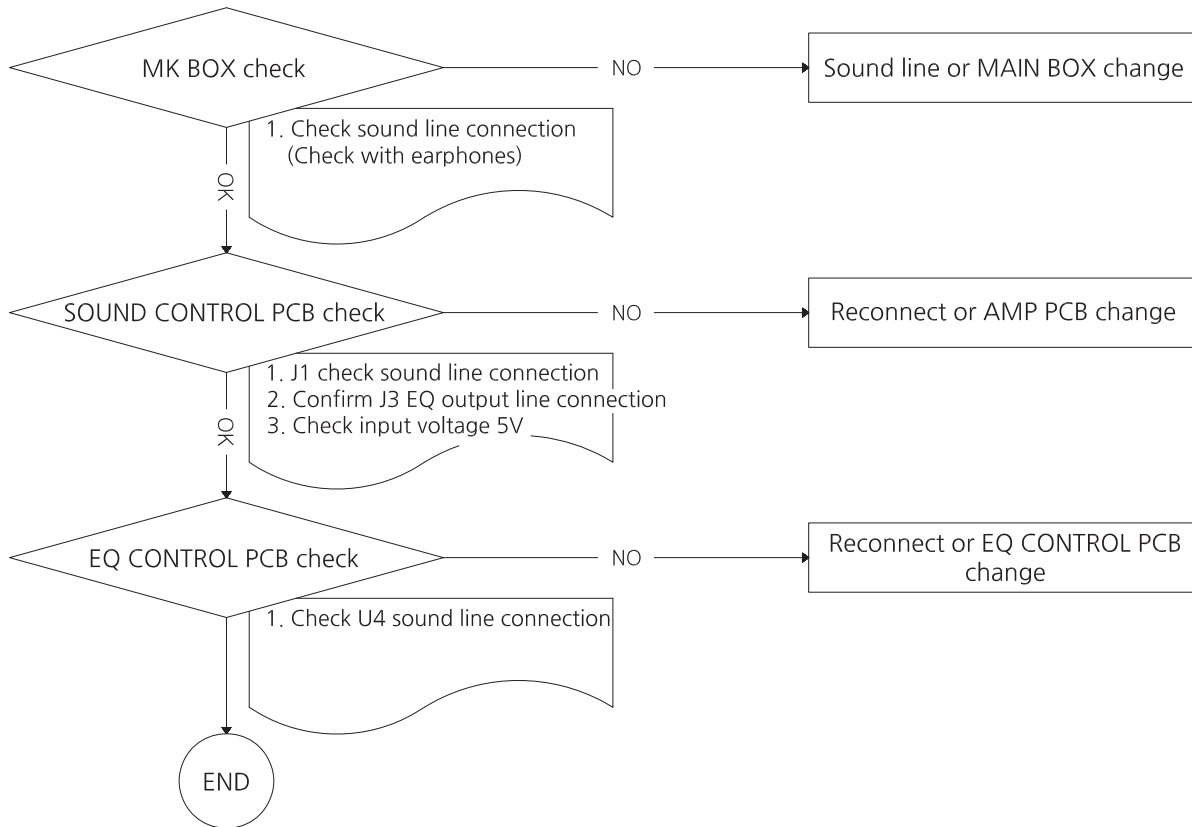 MK BOX check
NO
Sound line or MAIN BOX change
1. Check sound line connection
(Check with earphones)
OK
SOUND CONTROL PCB check
NO
Reconnect or AMP PCB change
1. J1 check sound line connection
2. Confirm J3 EQ output line connection
3. Check input voltage 5V
OK
EQ CONTROL PCB check
NO
Reconnect or EQ CONTROL PCB
change
1. Check U4 sound line connection
END